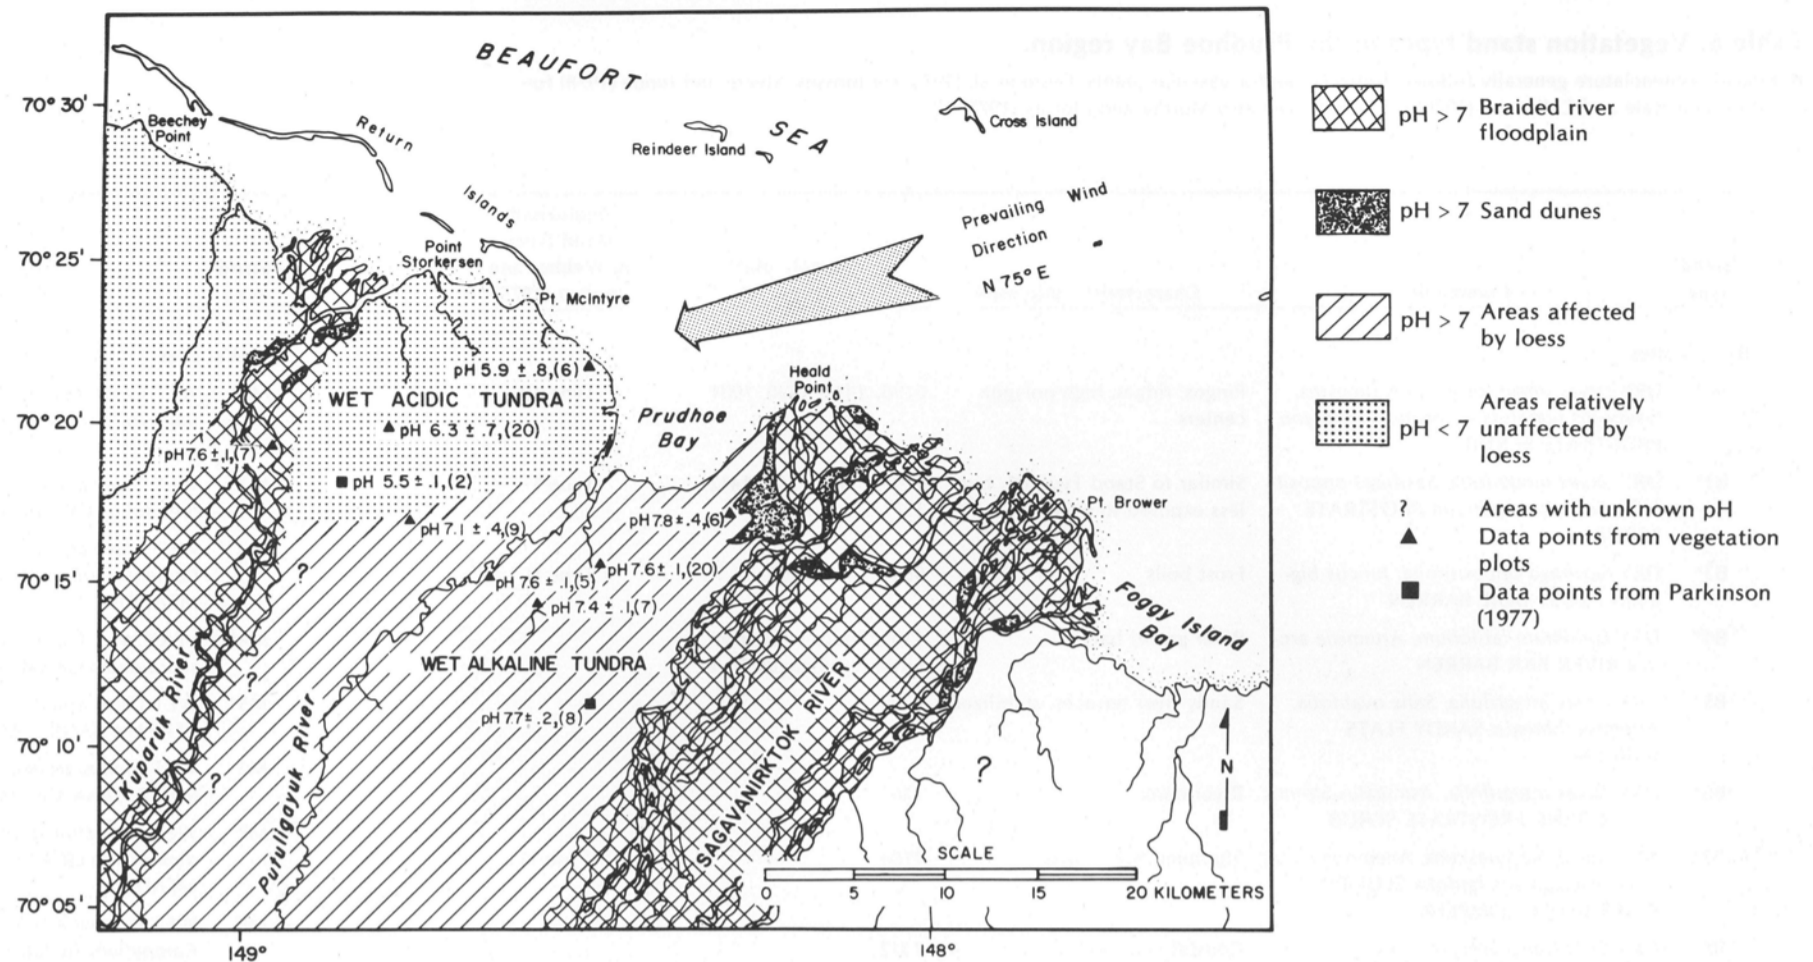 BEAUFORT
SEA
70° 30'
70° 25'
70° 20'
70° 15'
70° 10'
70° 05'
149°
148°
Beechey
Point
Return
Islands
Reindeer Island
Cross Island
Point
Storkersen
Pt. McIntyre
Prevailing Wind
Direction
N 75° E
pH 5.9 ± .8,(6)
WET ACIDIC TUNDRA
pH 6.3 ± .7,(20)
pH 7.6 ± .1,(7)
pH 5.5 ± .1,(2)
pH 7.1 ± .4,(9)
Prudhoe
Bay
Heald
Point
pH 7.8 ± .4,(6)
pH 7.6 ± .1,(20)
pH 7.6 ± .1,(5)
pH 7.4 ± .1,(7)
WET ALKALINE TUNDRA
pH 7.7 ± .2,(8)
Pt. Brower
Foggy Island
Bay
Kuparuk River
Putuligayuk River
SAGAVANIRKTOK RIVER
?
?
?
?
N
SCALE
0 5 10 15 20 KILOMETERS
pH > 7 Braided river
floodplain
pH > 7 Sand dunes
pH > 7 Areas affected
by loess
pH < 7 Areas relatively
unaffected by
loess
? Areas with unknown pH
▲ Data points from vegetation
plots
■ Data points from Parkinson
(1977)